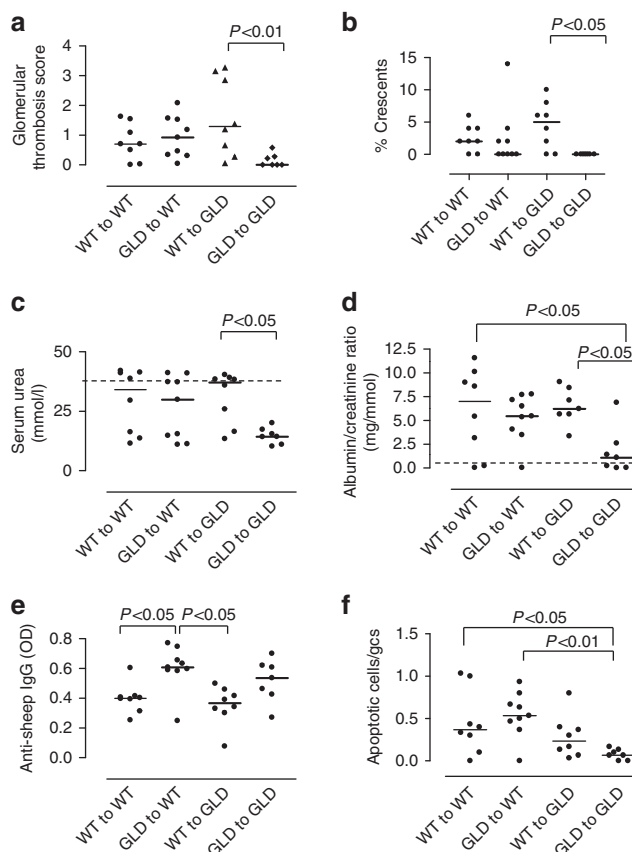 a
P<0.01
Glomerular
thrombosis score
4
3
2
1
0
WT to WT
GLD to WT
WT to GLD
GLD to GLD
b
P<0.05
% Crescents
15
10
5
0
WT to WT
GLD to WT
WT to GLD
GLD to GLD
c
P<0.05
Serum urea
(mmol/l)
50
25
0
WT to WT
GLD to WT
WT to GLD
GLD to GLD
d
P<0.05
P<0.05
Albumin/creatinine ratio
(mg/mmol)
12.5
10.0
7.5
5.0
2.5
0.0
WT to WT
GLD to WT
WT to GLD
GLD to GLD
e
P<0.05
P<0.05
Anti-sheep IgG (OD)
0.8
0.6
0.4
0.2
0.0
WT to WT
GLD to WT
WT to GLD
GLD to GLD
f
P<0.05
P<0.01
Apoptotic cells/gcs
1.5
1.0
0.5
0.0
WT to WT
GLD to WT
WT to GLD
GLD to GLD